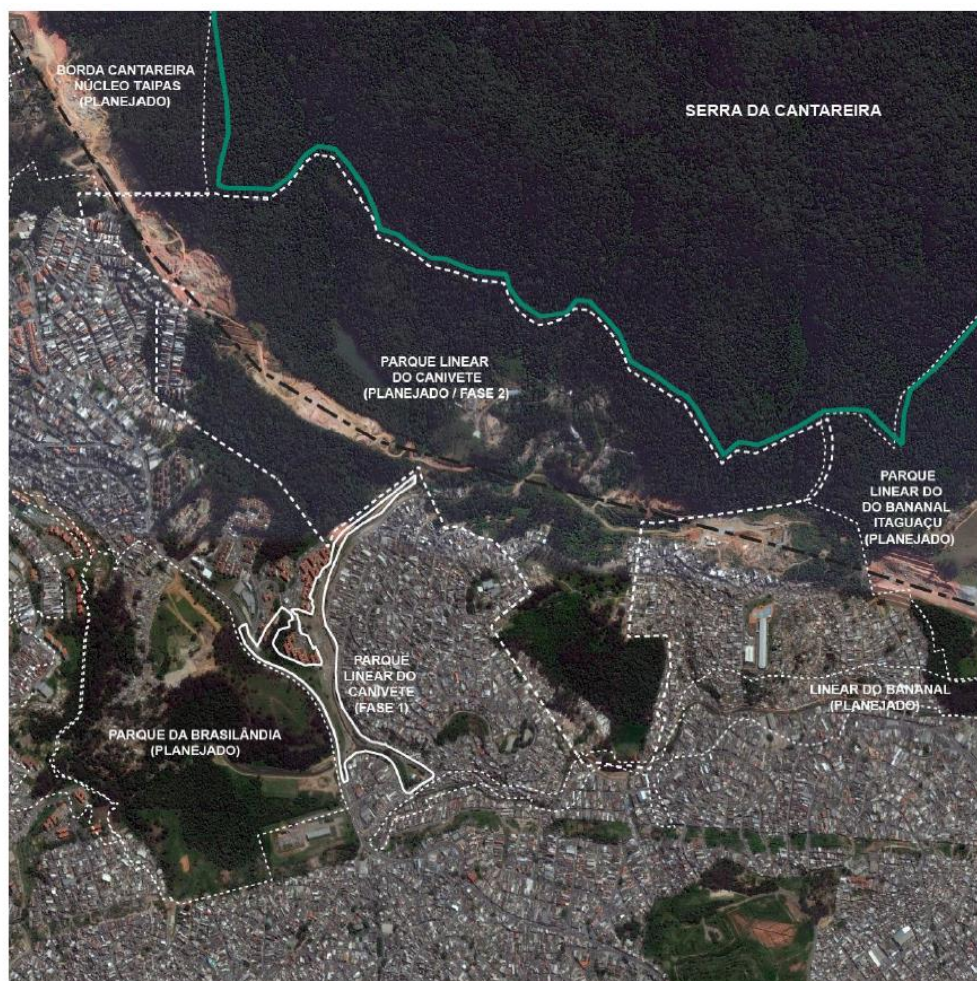 BORDA CANTAREIRA
NÚCLEO TAIPAS
(PLANEJADO)
SERRA DA CANTAREIRA
PARQUE LINEAR
DO CANIVETE
(PLANEJADO / FASE 2)
PARQUE
LINEAR DO
DO BANANAL
ITAGUAÇU
(PLANEJADO)
PARQUE
LINEAR DO
CANIVETE
(FASE 1)
LINEAR DO BANANAL
(PLANEJADO)
PARQUE DA BRASILÂNDIA
(PLANEJADO)